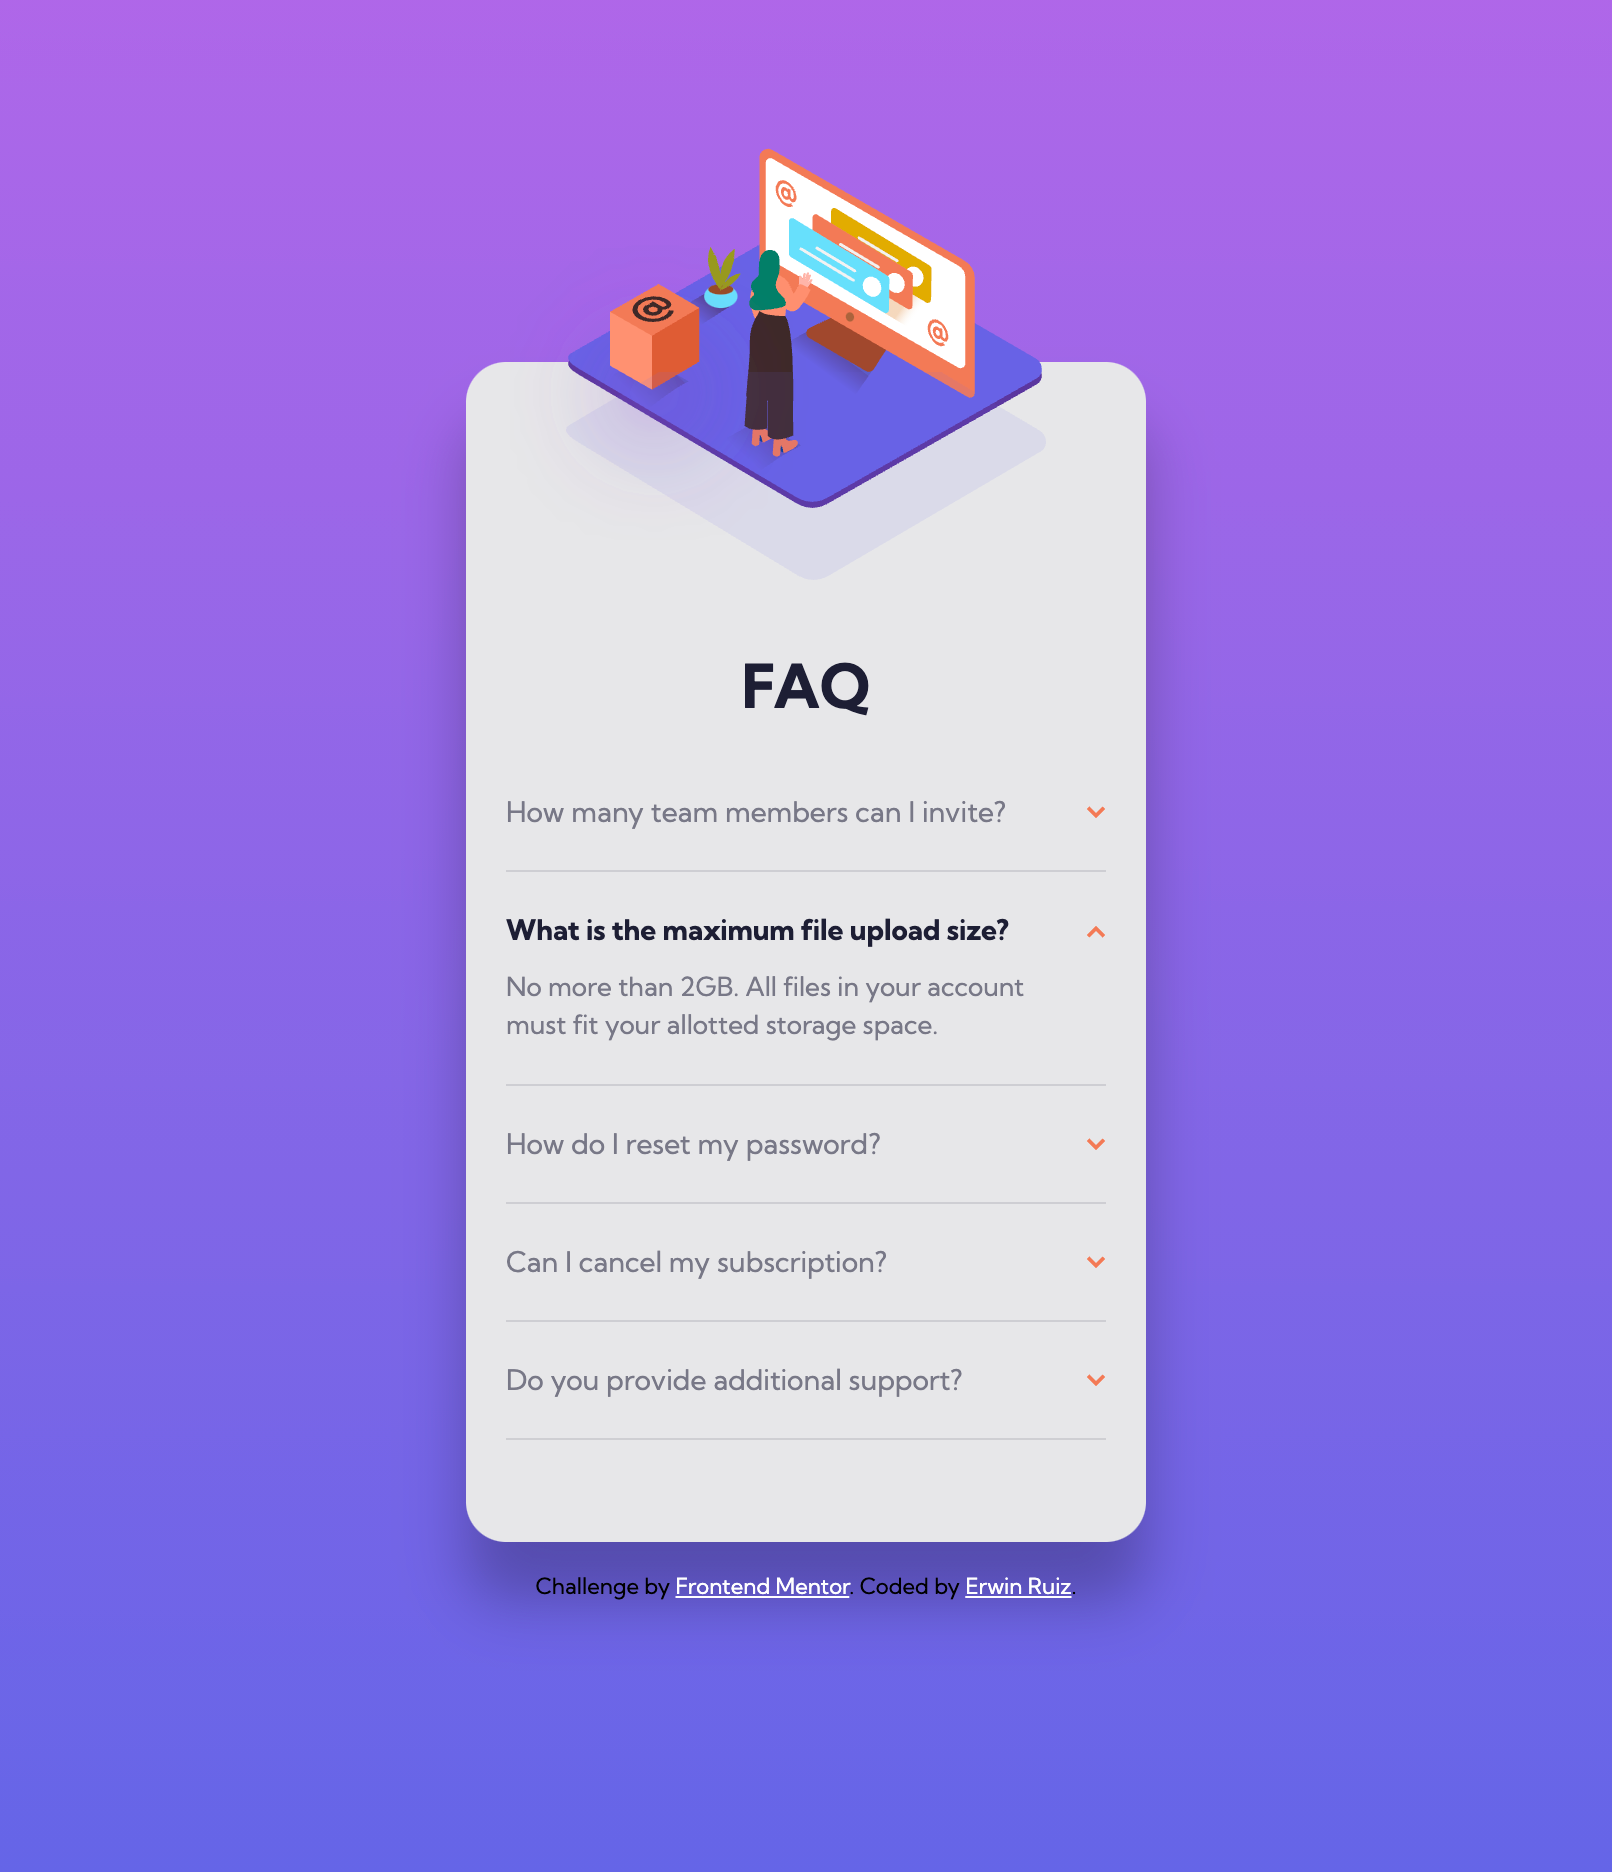 @
@
@
FAQ
How many team members can I invite?
What is the maximum file upload size?
No more than 2GB. All files in your account
must fit your allotted storage space.
How do I reset my password?
Can I cancel my subscription?
Do you provide additional support?
Challenge by Frontend Mentor. Coded by Erwin Ruiz.